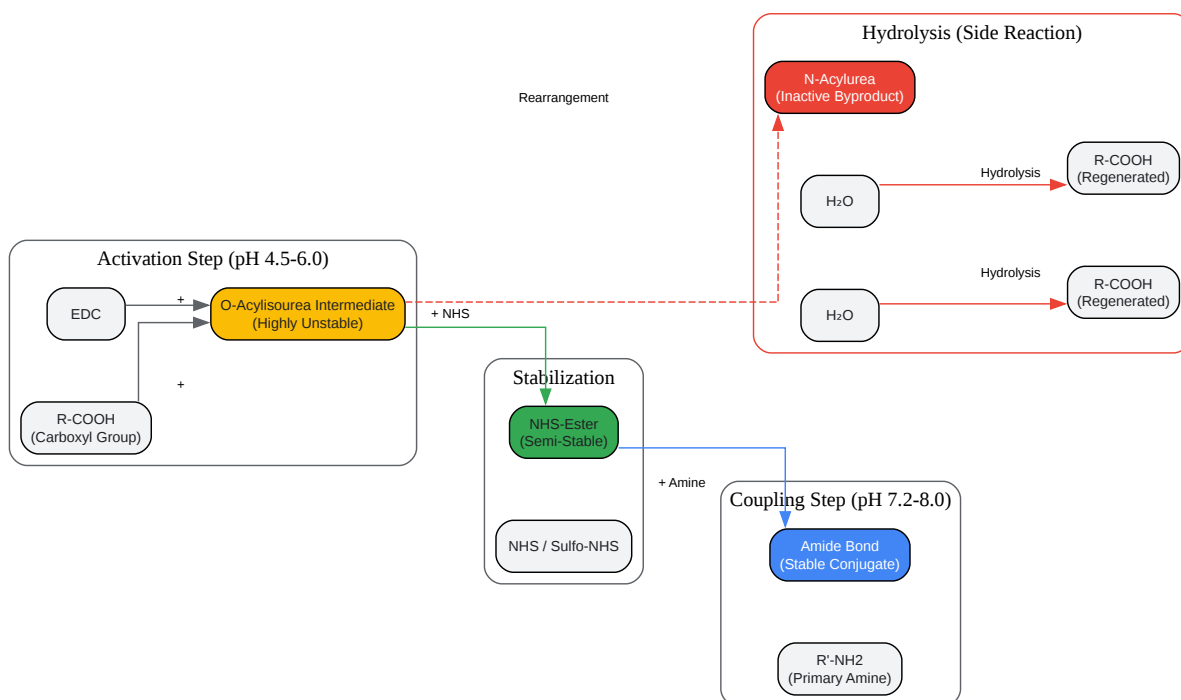 Hydrolysis (Side Reaction)
N-Acylurea
(Inactive Byproduct)
Rearrangement
R-COOH
(Regenerated)
Hydrolysis
H₂O
Activation Step (pH 4.5-6.0)
Hydrolysis
R-COOH
(Regenerated)
H₂O
EDC
+
O-Acylisourea Intermediate
(Highly Unstable)
+ NHS
+
R-COOH
(Carboxyl Group)
Stabilization
NHS-Ester
(Semi-Stable)
+ Amine
NHS / Sulfo-NHS
Coupling Step (pH 7.2-8.0)
Amide Bond
(Stable Conjugate)
R'-NH2
(Primary Amine)